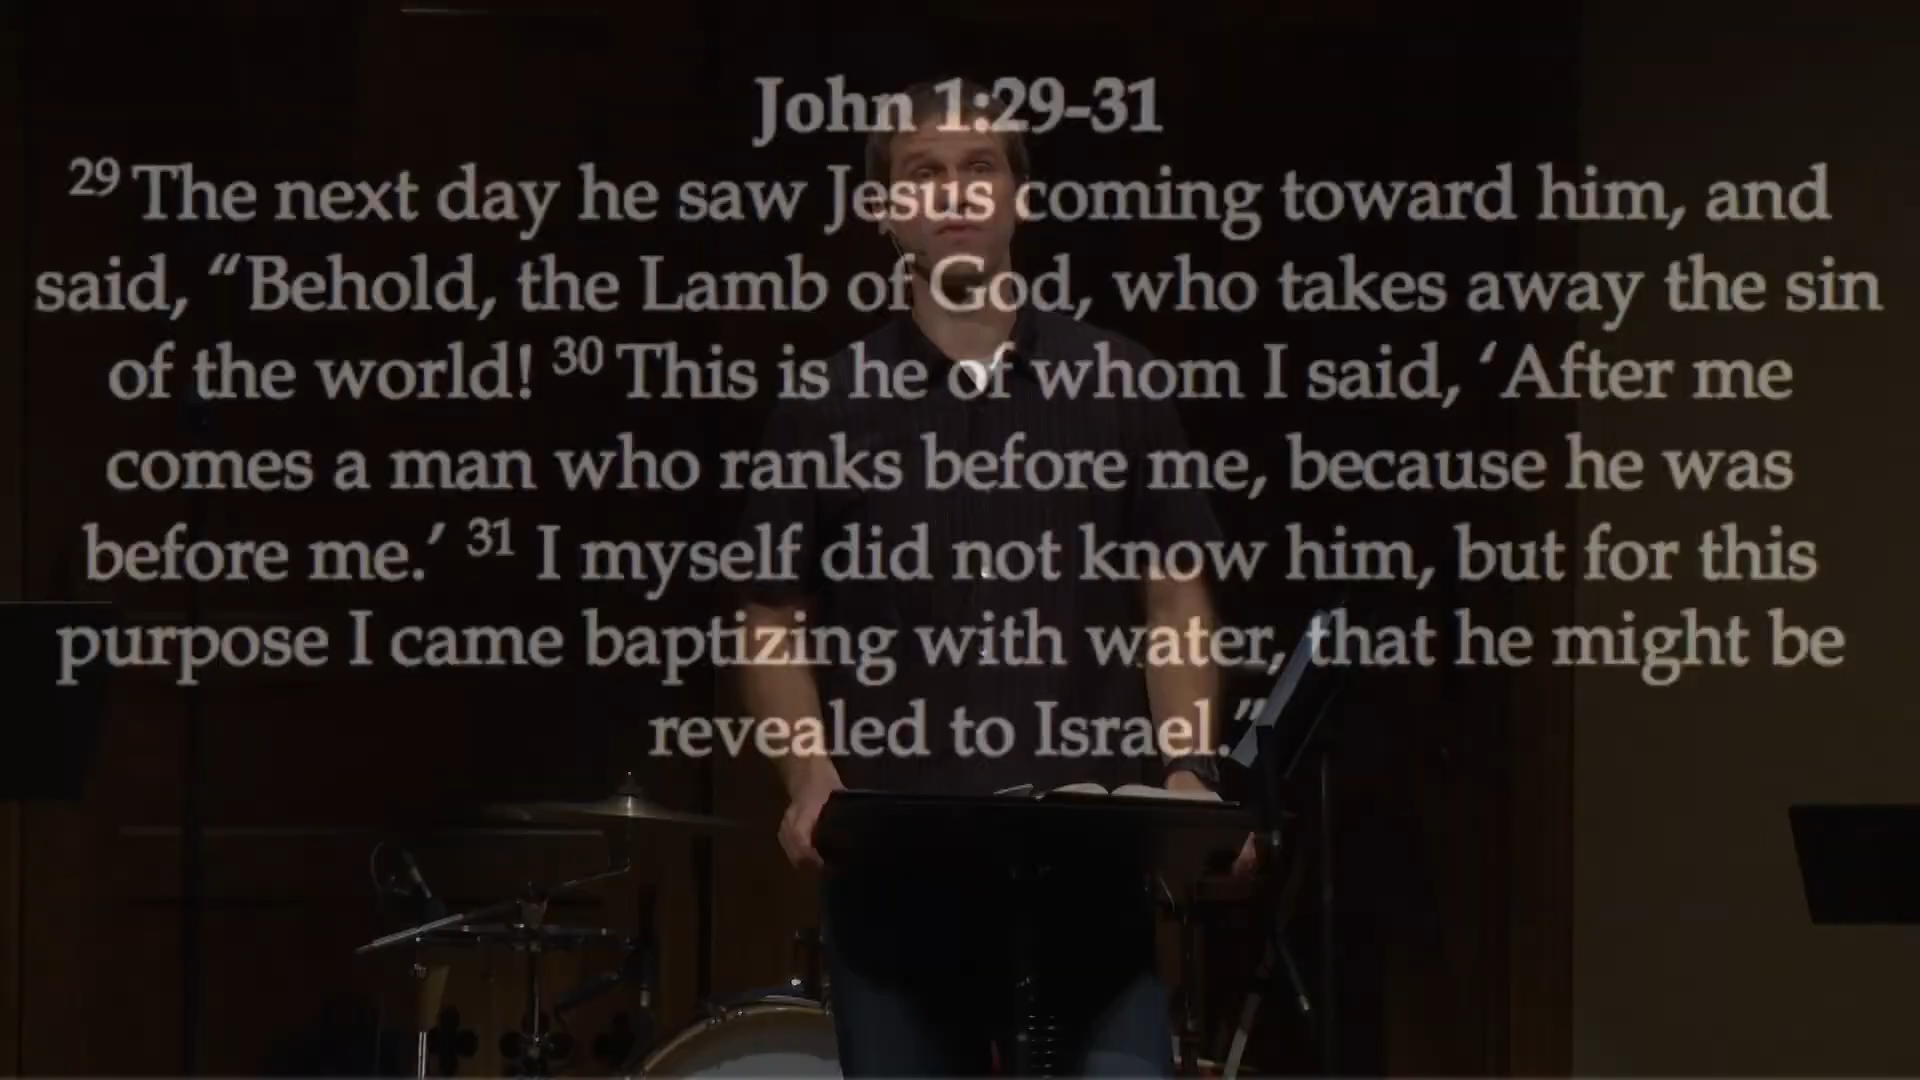 John 1:29-31
29 The next day he saw Jesus coming toward him, and
said, “Behold, the Lamb of God, who takes away the sin
of the world! 30 This is he of whom I said, ‘After me
comes a man who ranks before me, because he was
before me.’ 31 I myself did not know him, but for this
purpose I came baptizing with water, that he might be
revealed to Israel.”